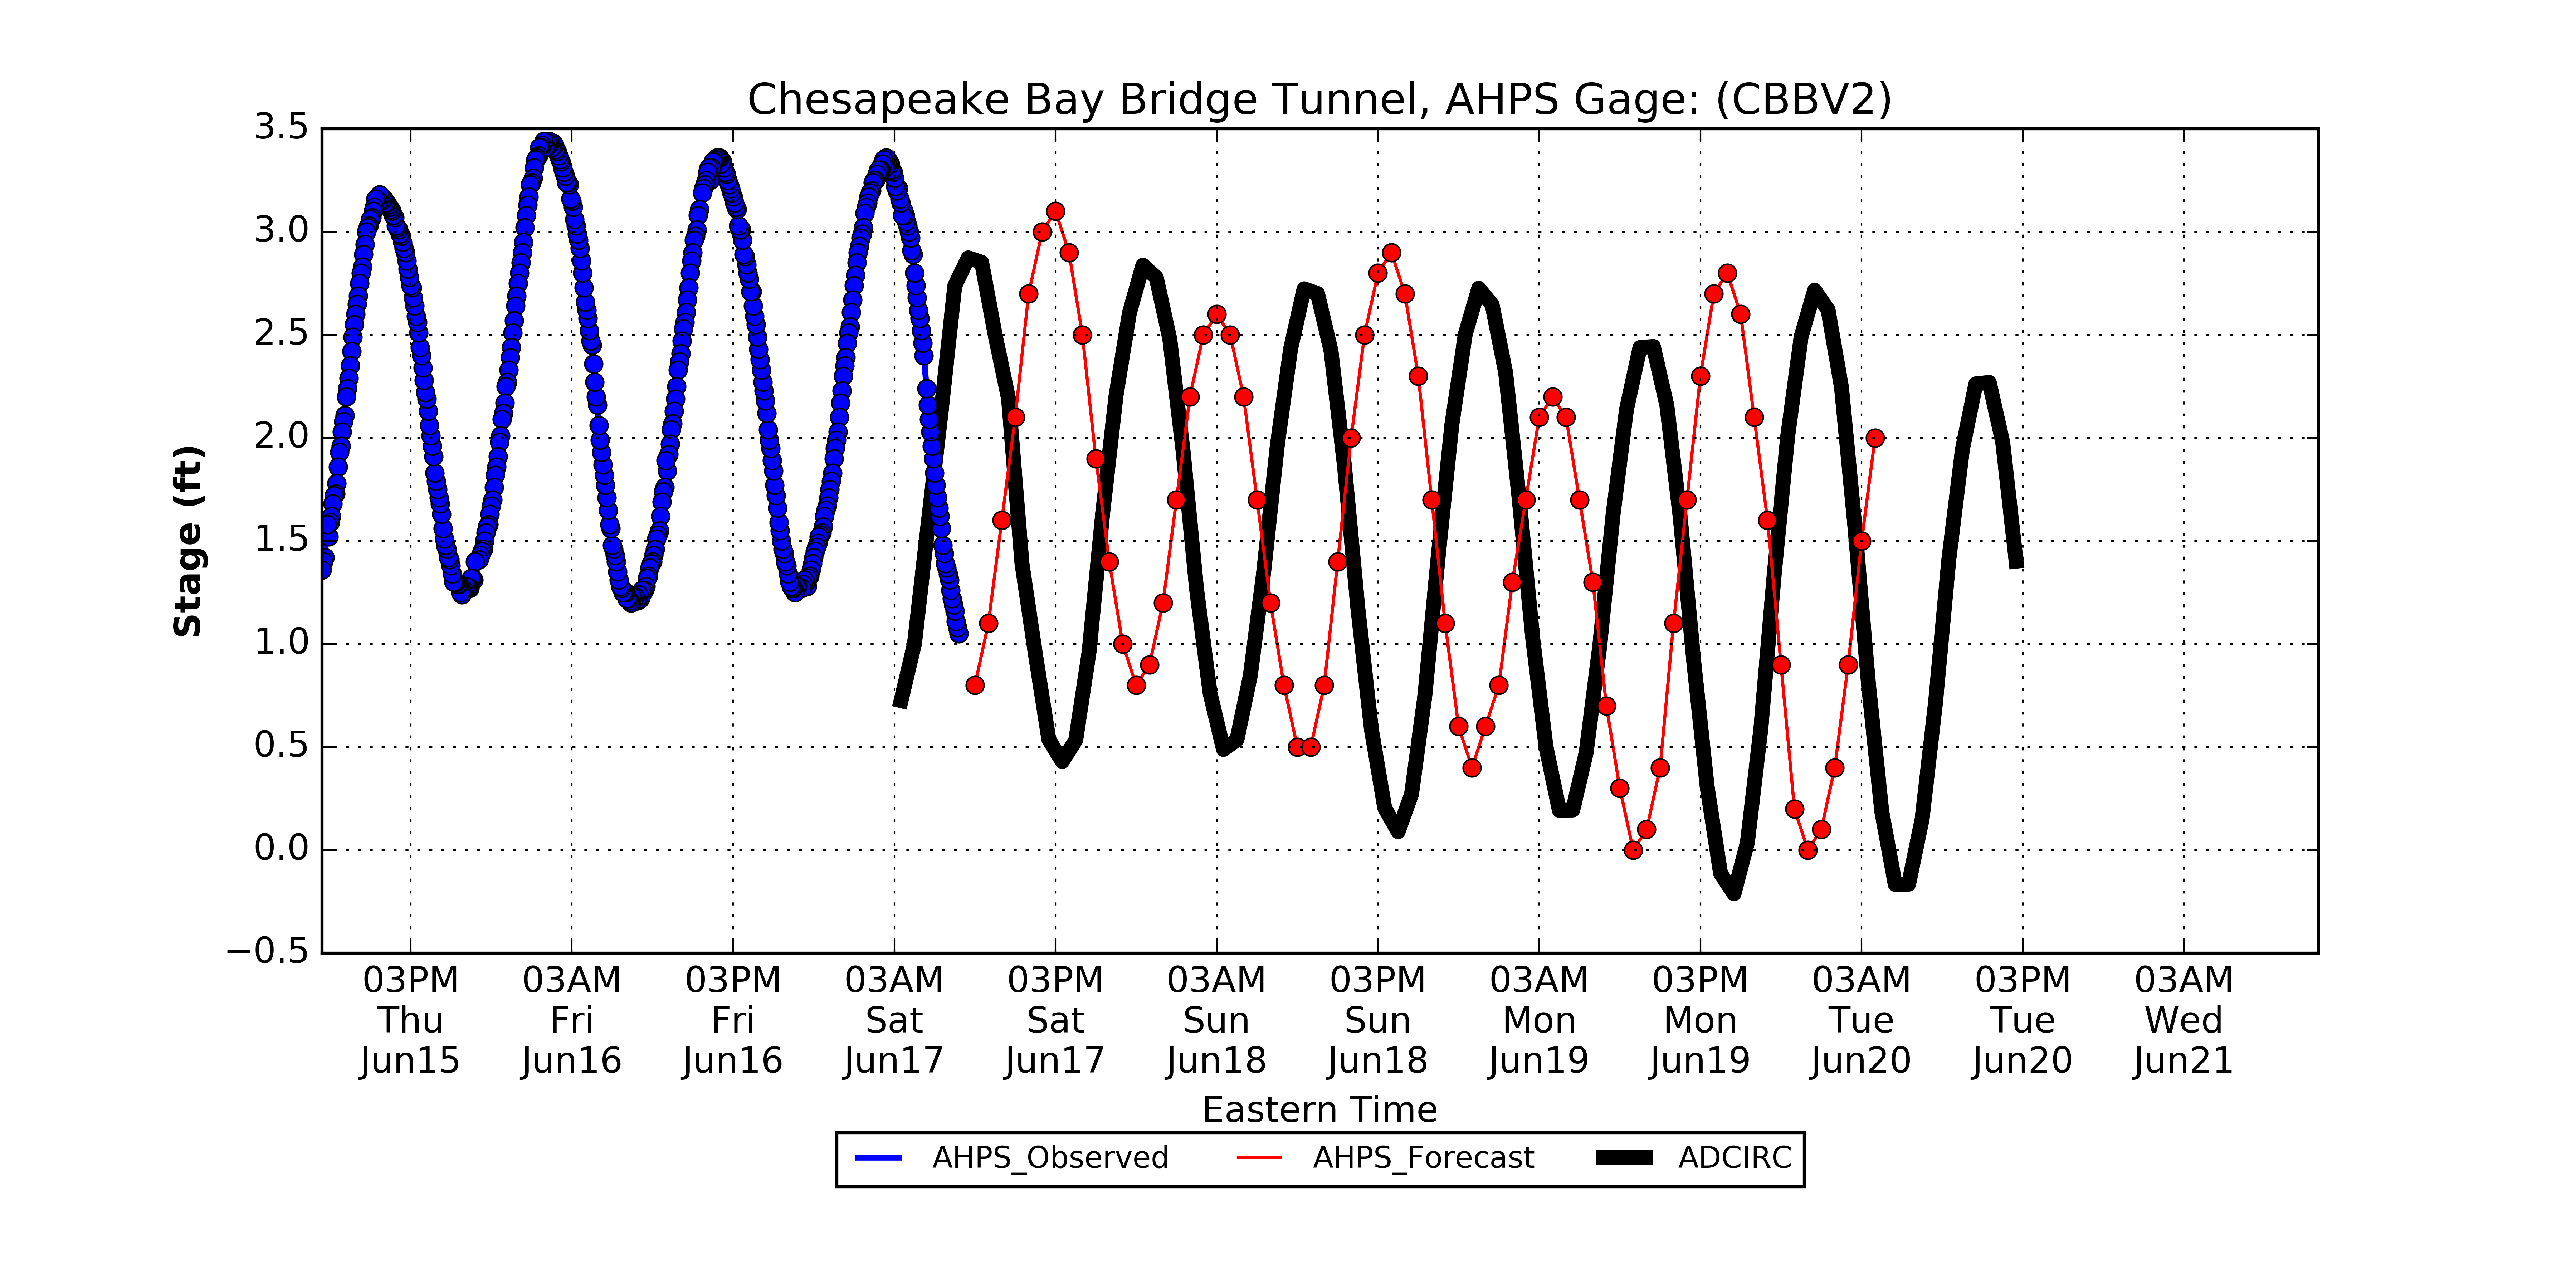 Chesapeake Bay Bridge Tunnel, AHPS Gage: (CBBV2)
3.5
3.0
2.5
2.0
1.5
1.0
0.5
0.0
−0.5
Stage (ft)
03PM 03AM 03PM 03AM 03PM 03AM 03PM 03AM 03PM 03AM 03PM 03AM
Thu Fri Fri Sat Sat Sun Sun Mon Mon Tue Tue Wed
Jun15 Jun16 Jun16 Jun17 Jun17 Jun18 Jun18 Jun19 Jun19 Jun20 Jun20 Jun21
Eastern Time
AHPS_Observed AHPS_Forecast ADCIRC